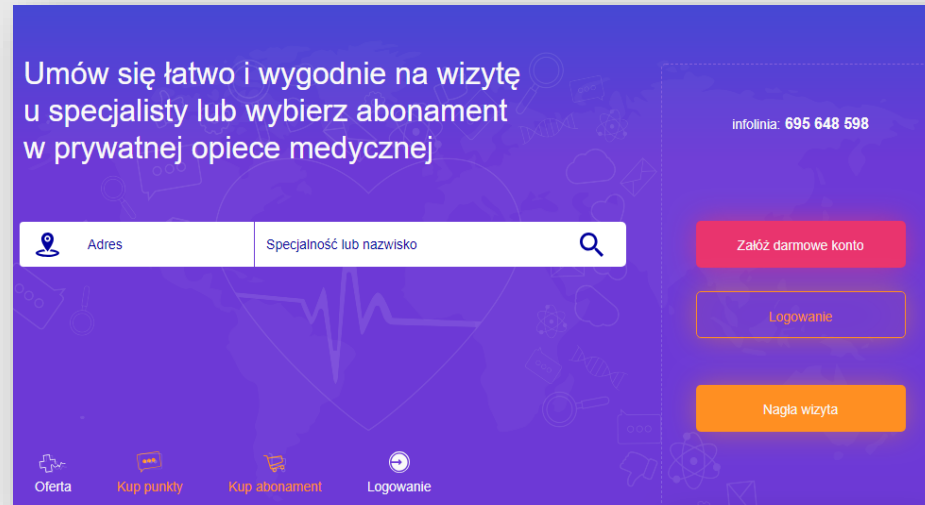 Umów się łatwo i wygodnie na wizytę
u specjalisty lub wybierz abonament
w prywatnej opiece medycznej
infolinia: 695 648 598
Adres
Specjalność lub nazwisko
Załóż darmowe konto
Logowanie
Nagła wizyta
Oferta
Kup punkty
Kup abonament
Logowanie